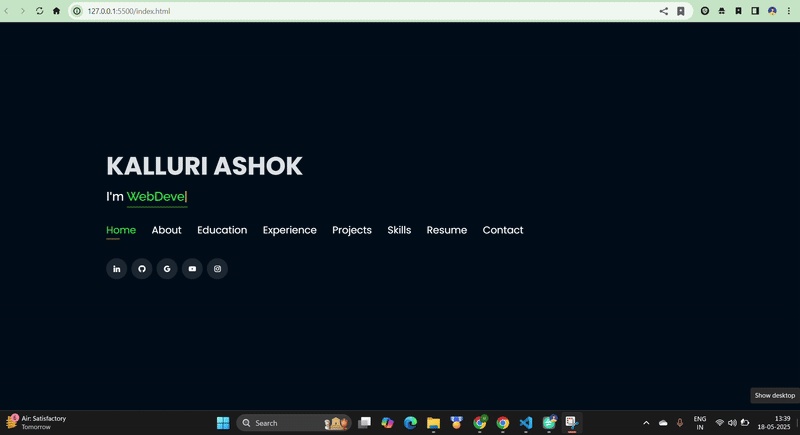 127.0.0.1:5500/index.html
KALLURI ASHOK
I'm WebDeve|
Home About Education Experience Projects Skills Resume Contact
Show desktop
Air: Satisfactory
Tomorrow
Search
ENG
IN
13:39
18-05-2025